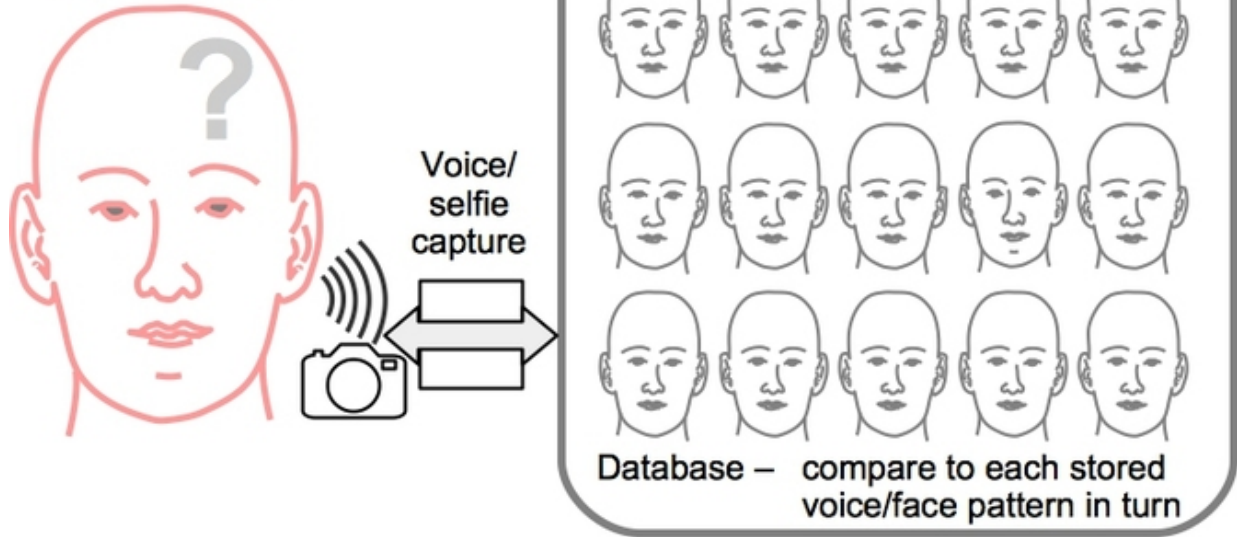 ?
Voice/
selfie
capture
Database – compare to each stored
voice/face pattern in turn